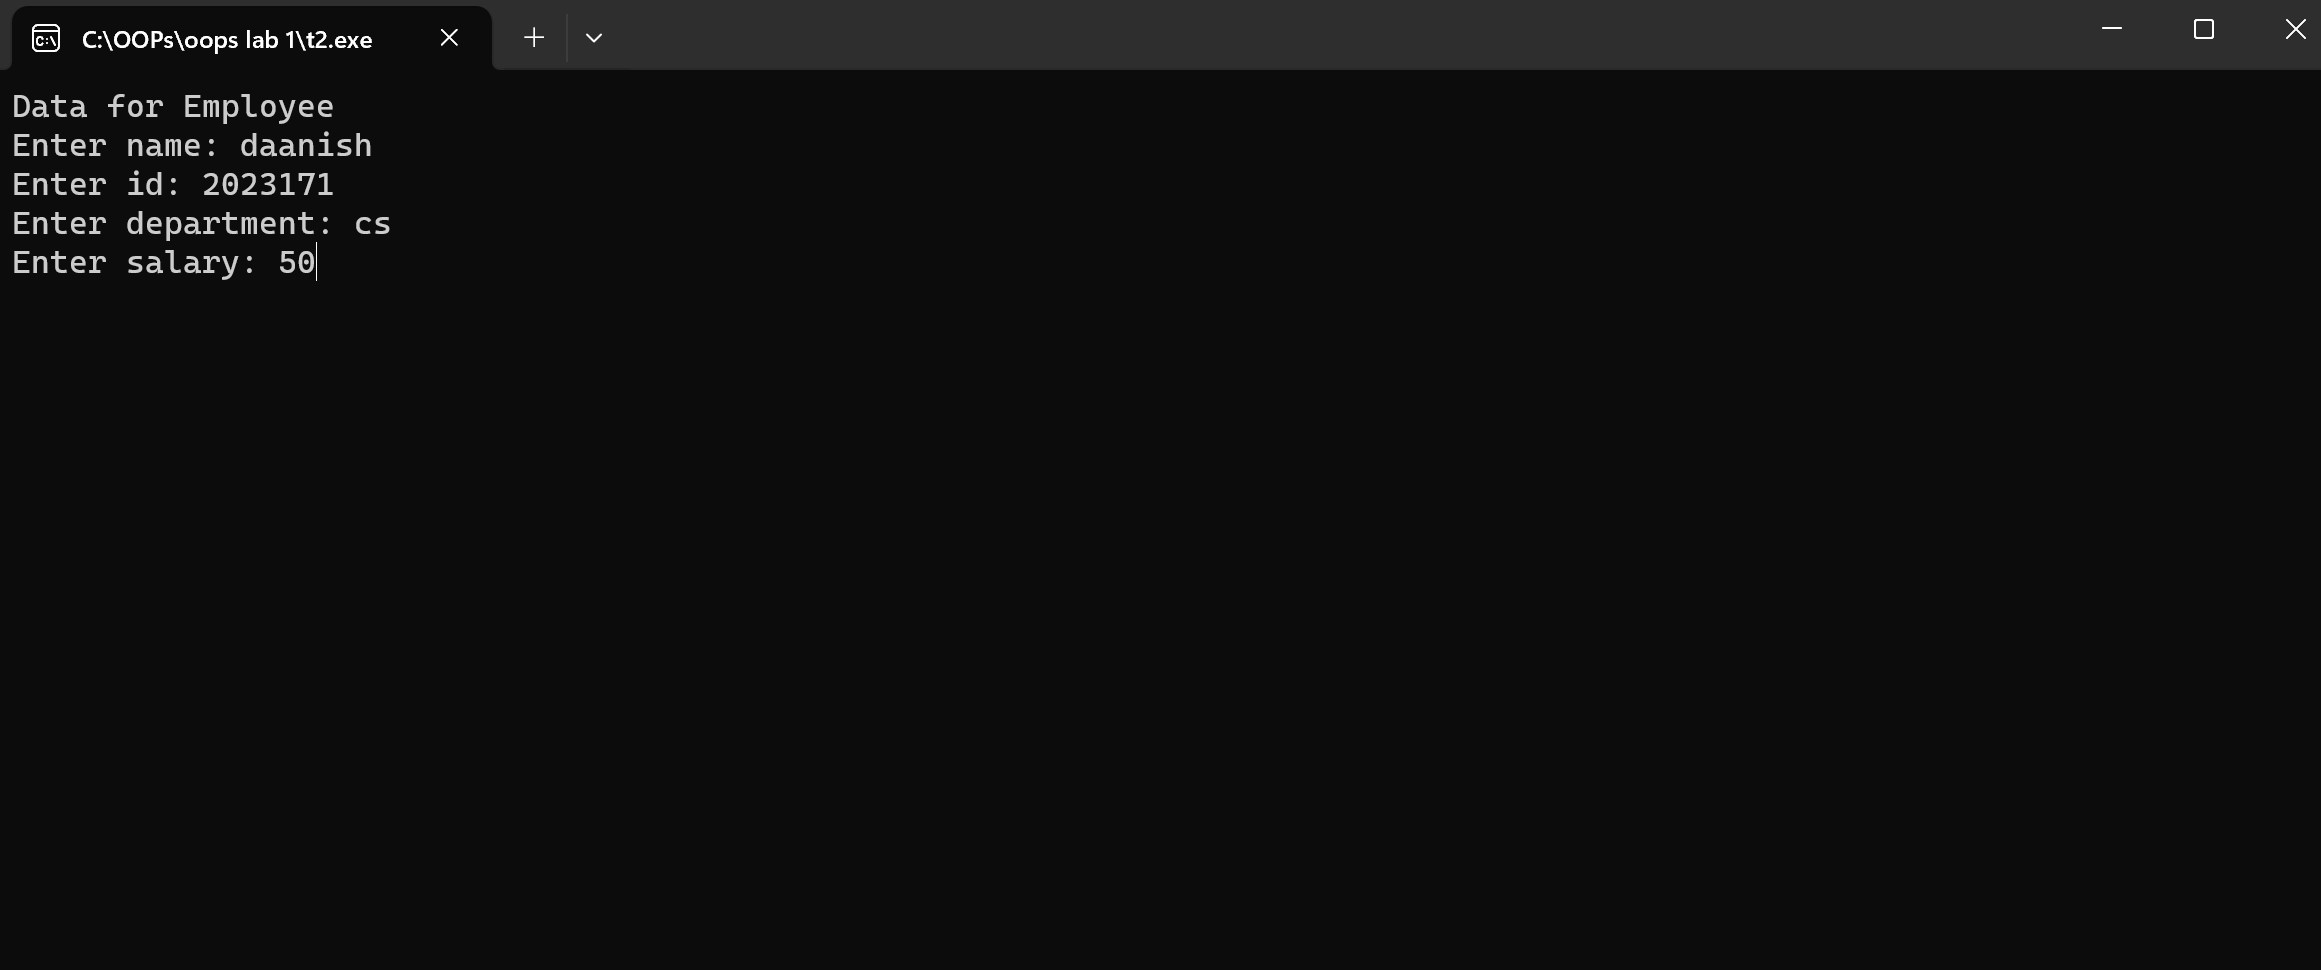 C:\OOPs\oops lab 1\t2.exe
Data for Employee
Enter name: daanish
Enter id: 2023171
Enter department: cs
Enter salary: 50